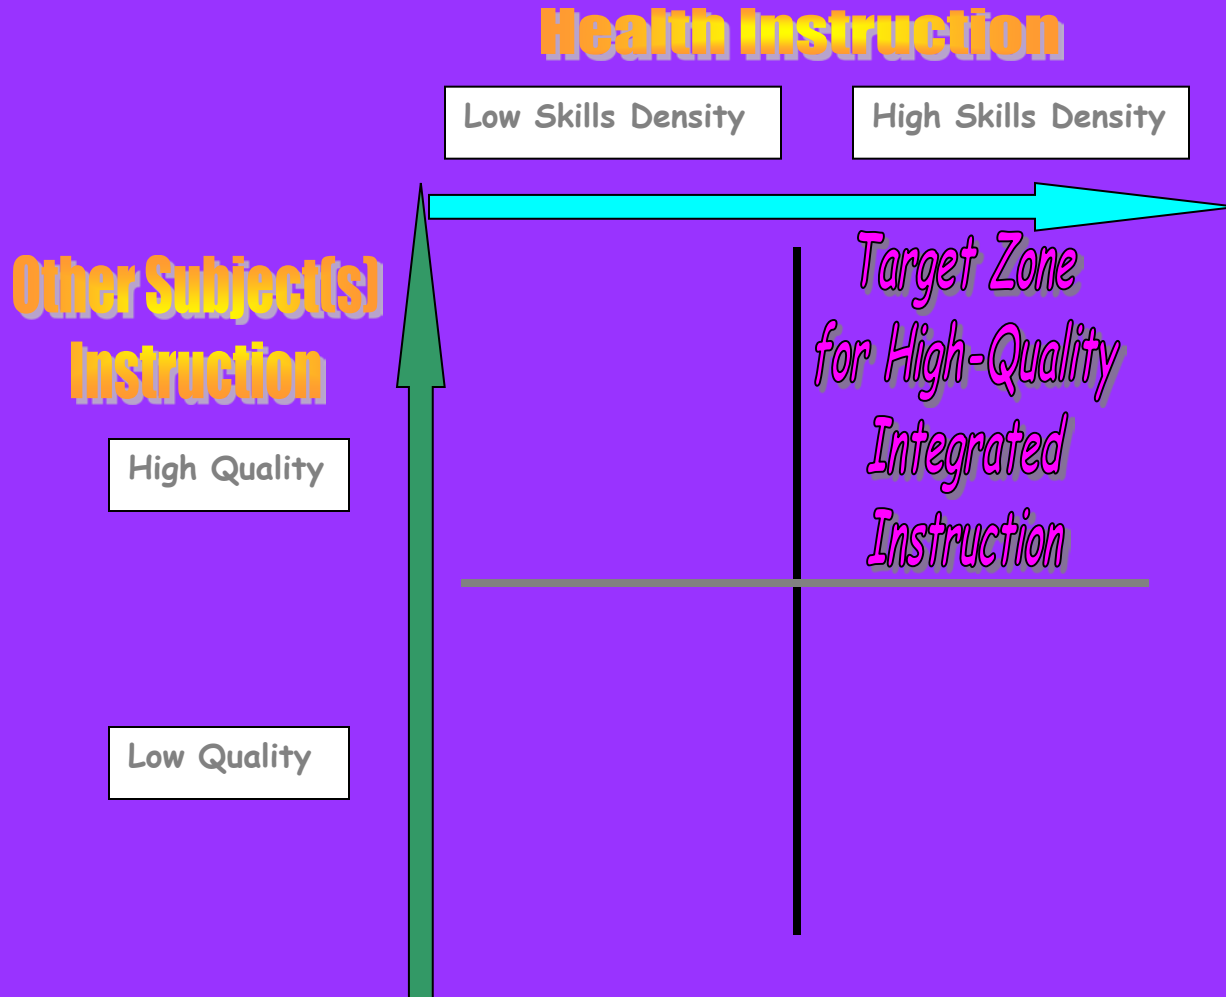 Health Instruction
Low Skills Density
High Skills Density
Other Subject(s)
Instruction
Target Zone
for High-Quality
Integrated
Instruction
High Quality
Low Quality